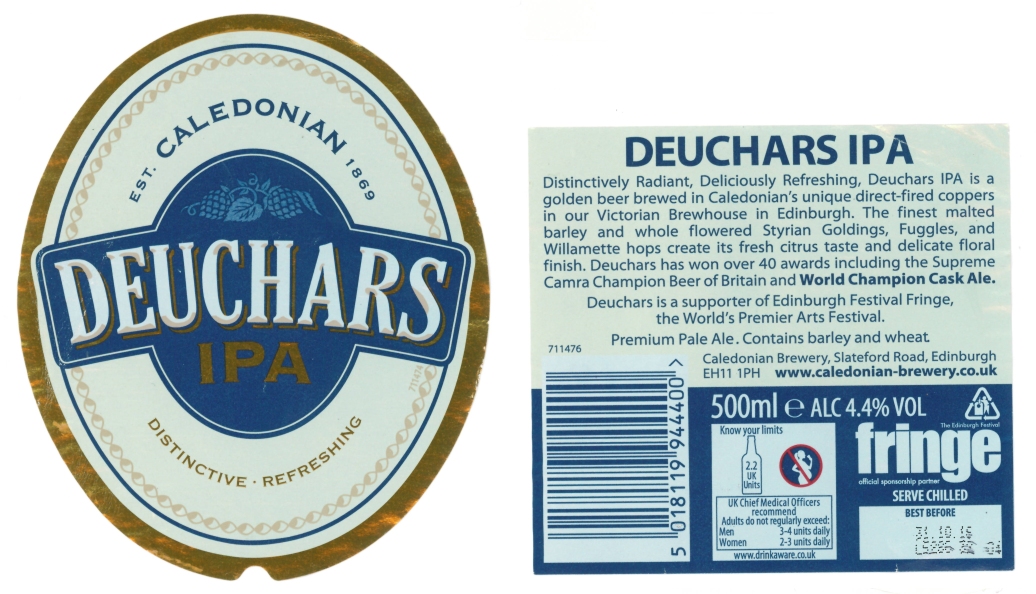 EST. CALEDONIAN 1869
DEUCHARS
IPA
DISTINCTIVE · REFRESHING
711474
DEUCHARS IPA
Distinctively Radiant, Deliciously Refreshing, Deuchars IPA is a
golden beer brewed in Caledonian's unique direct-fired coppers
in our Victorian Brewhouse in Edinburgh. The finest malted
barley and whole flowered Styrian Goldings, Fuggles, and
Willamette hops create its fresh citrus taste and delicate floral
finish. Deuchars has won over 40 awards including the Supreme
Camra Champion Beer of Britain and World Champion Cask Ale.
Deuchars is a supporter of Edinburgh Festival Fringe,
the World's Premier Arts Festival.
Premium Pale Ale. Contains barley and wheat
711476
Caledonian Brewery, Slateford Road, Edinburgh
EH11 1PH www.caledonian-brewery.co.uk
5 018119 944400 >
500ml e ALC 4.4% VOL
Know your limits
2.2
UK
Units
UK Chief Medical Officers
recommend
Adults do not regularly exceed:
Men 3-4 units daily
Women 2-3 units daily
www.drinkaware.co.uk
The Edinburgh Festival
fringe
official sponsorship partner
SERVE CHILLED
BEST BEFORE
31.10.16